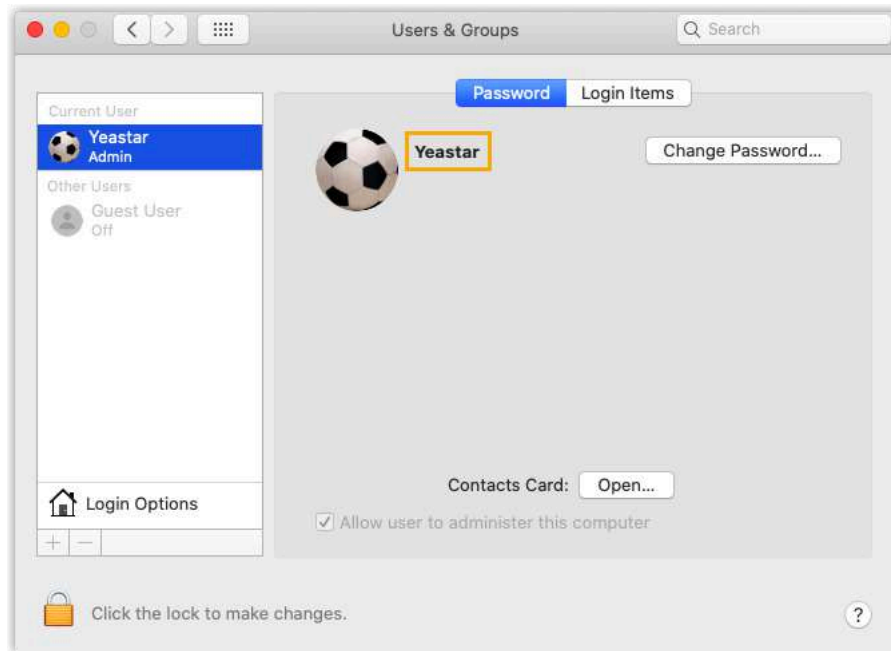 Users & Groups
Search
Current User
Yeastar
Admin
Other Users
Guest User
Off
Login Options
+ −
Password
Login Items
Yeastar
Change Password...
Contacts Card:
Open...
Allow user to administer this computer
Click the lock to make changes.
?